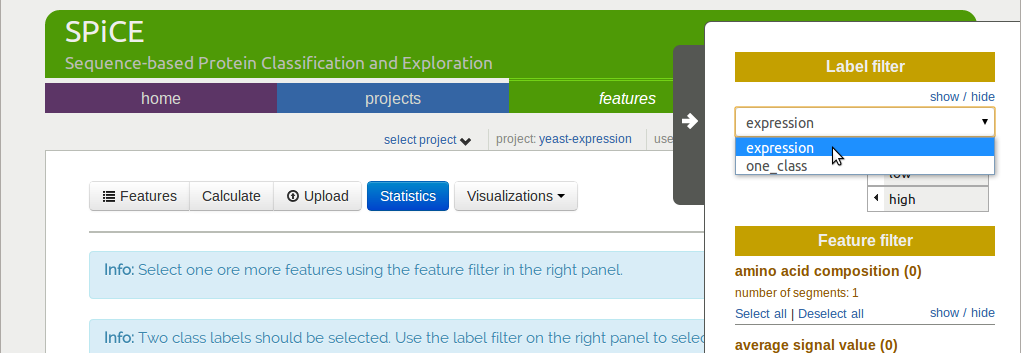 SPiCE
Sequence-based Protein Classification and Exploration
home
projects
features
select project
project: yeast-expression
use
Features
Calculate
Upload
Statistics
Visualizations
Info: Select one ore more features using the feature filter in the right panel.
Info: Two class labels should be selected. Use the label filter on the right panel to selec
Label filter
show / hide
expression
expression
one_class
low
high
Feature filter
amino acid composition (0)
number of segments: 1
Select all | Deselect all
show / hide
average signal value (0)